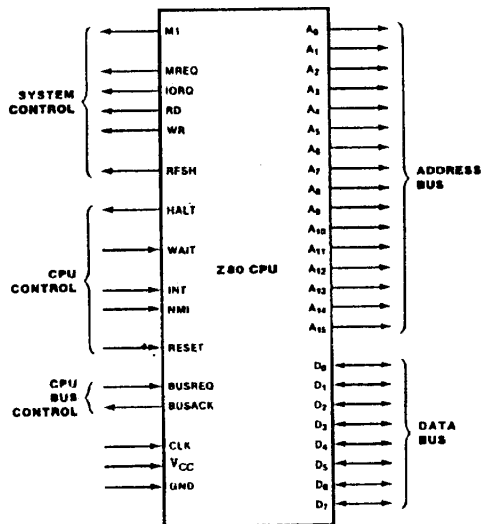 SYSTEM
CONTROL
M1
MREQ
IORQ
RD
WR
RFSH
CPU
CONTROL
HALT
WAIT
INT
NMI
RESET
CPU
BUS
CONTROL
BUSREQ
BUSACK
CLK
VCC
GND
Z80 CPU
A0
A1
A2
A3
A4
A5
A6
A7
A8
A9
A10
A11
A12
A13
A14
A15
ADDRESS
BUS
D0
D1
D2
D3
D4
D5
D6
D7
DATA
BUS